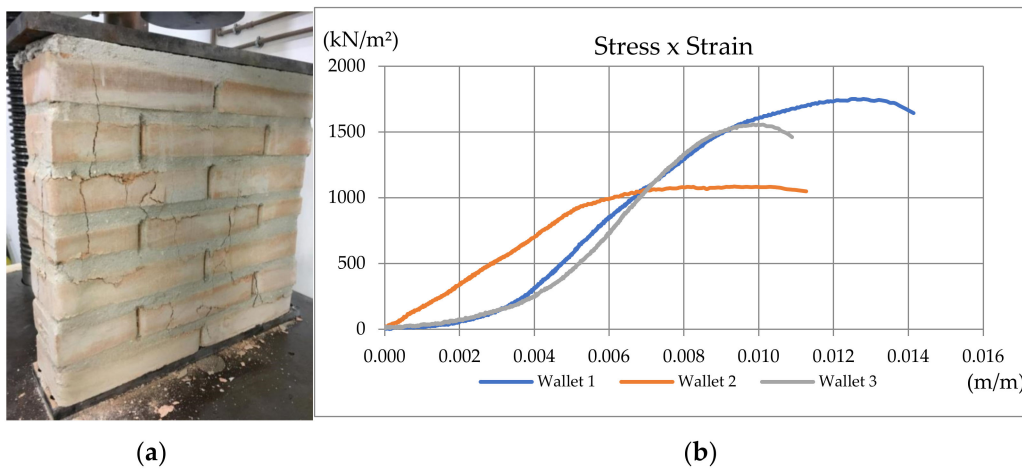 (kN/m²)
Stress x Strain
2000
1500
1000
500
0
0.000 0.002 0.004 0.006 0.008 0.010 0.012 0.014 0.016
Wallet 1 Wallet 2 Wallet 3
(m/m)
(a) (b)